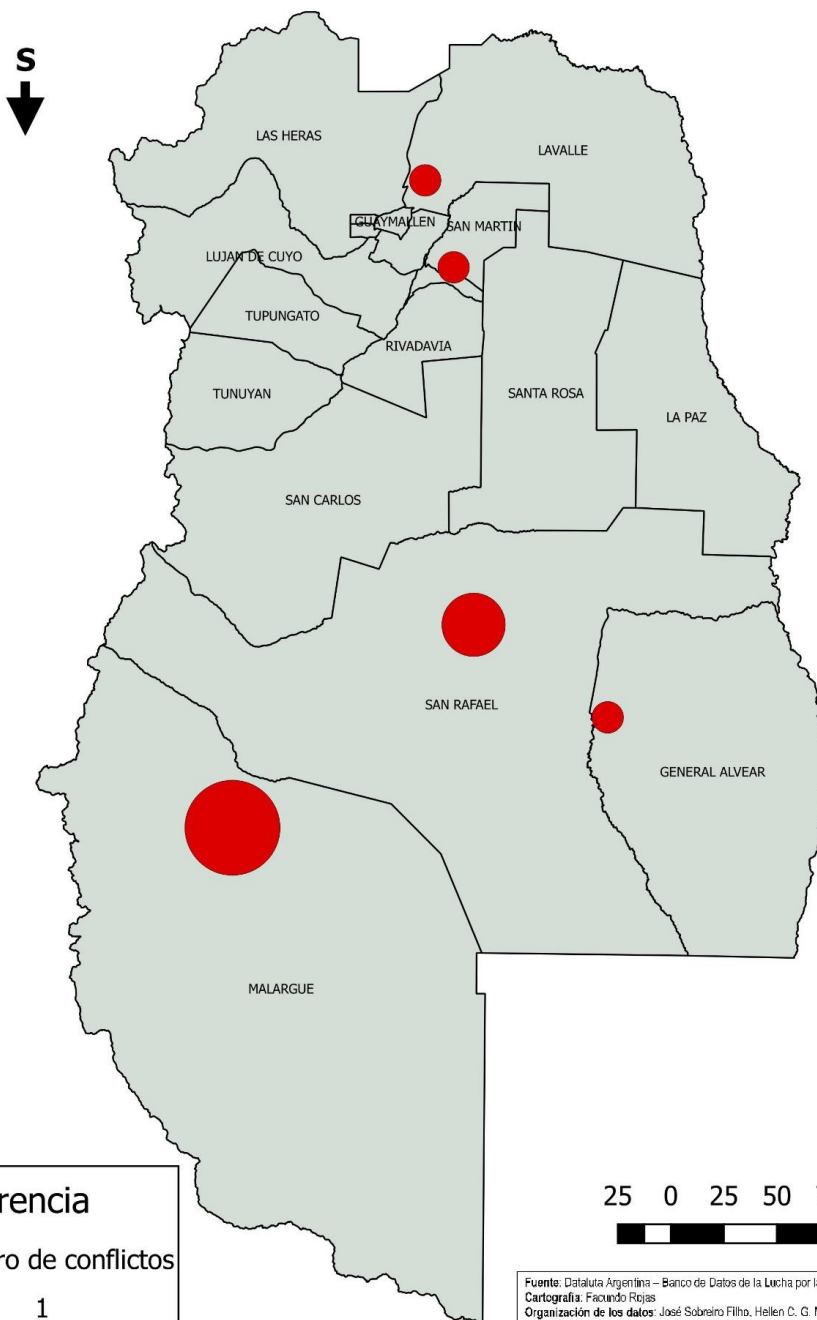 S
LAS HERAS
LAVALLE
GUAYMALLEN
SAN MARTIN
LUJAN DE CUYO
TUPUNGATO
RIVADAVIA
TUNUYAN
SANTA ROSA
LA PAZ
SAN CARLOS
SAN RAFAEL
GENERAL ALVEAR
MALARGUE
rencia
ro de conflictos
1
25 0 25 50
Fuente: Dataluta Argentina – Banco de Datos de la Lucha por la
Cartografía: Facundo Rojas
Organización de los datos: José Sobreiro Filho, Hellen C. G. M